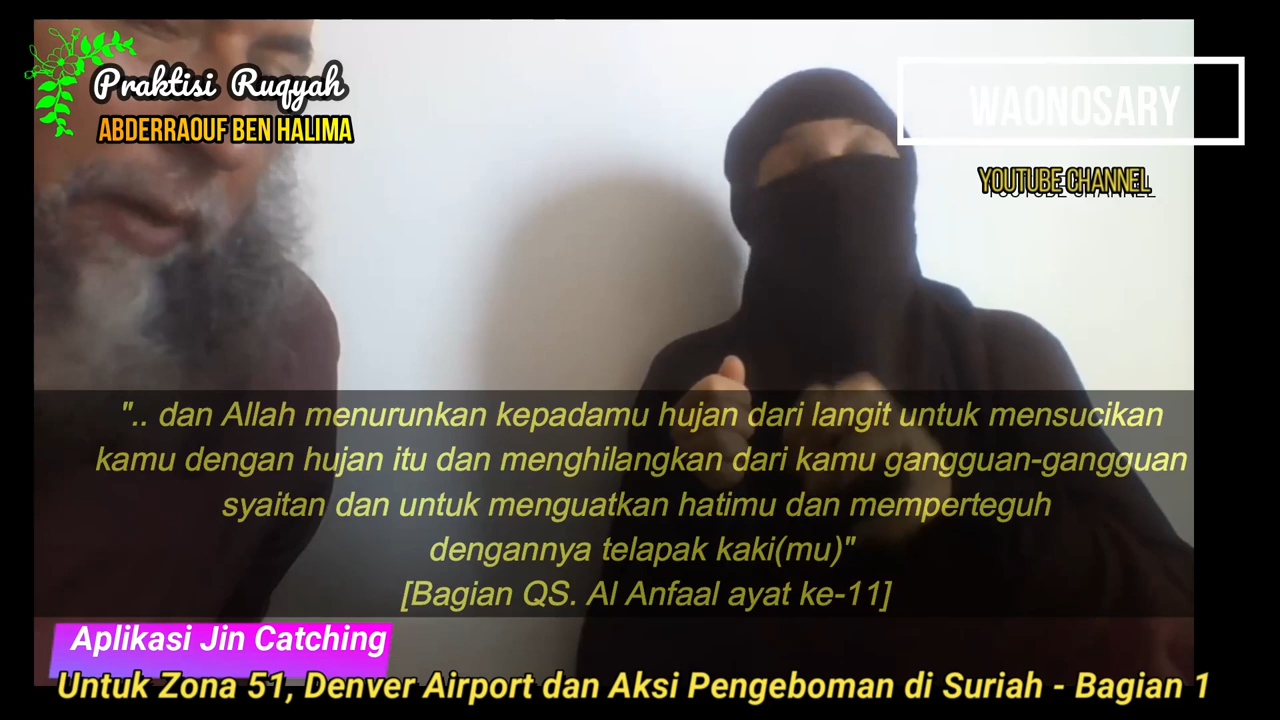 Praktisi Ruqyah
ABDERRAOUF BEN HALIMA
WAONOSARY
YOUTUBE CHANNEL
".. dan Allah menurunkan kepadamu hujan dari langit untuk mensucikan
kamu dengan hujan itu dan menghilangkan dari kamu gangguan-gangguan
syaitan dan untuk menguatkan hatimu dan memperteguh
dengannya telapak kaki(mu)"
[Bagian QS. Al Anfaal ayat ke-11]
Aplikasi Jin Catching
Untuk Zona 51, Denver Airport dan Aksi Pengeboman di Suriah - Bagian 1